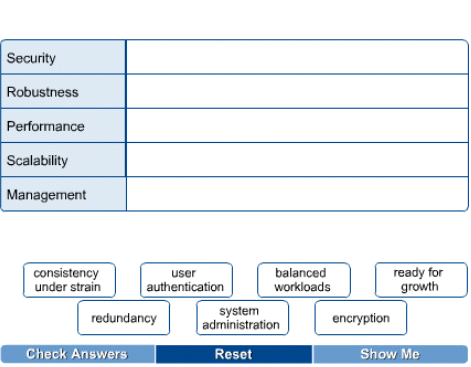 Security
Robustness
Performance
Scalability
Management
consistency
under strain
user
authentication
balanced
workloads
ready for
growth
redundancy
system
administration
encryption
Check Answers
Reset
Show Me